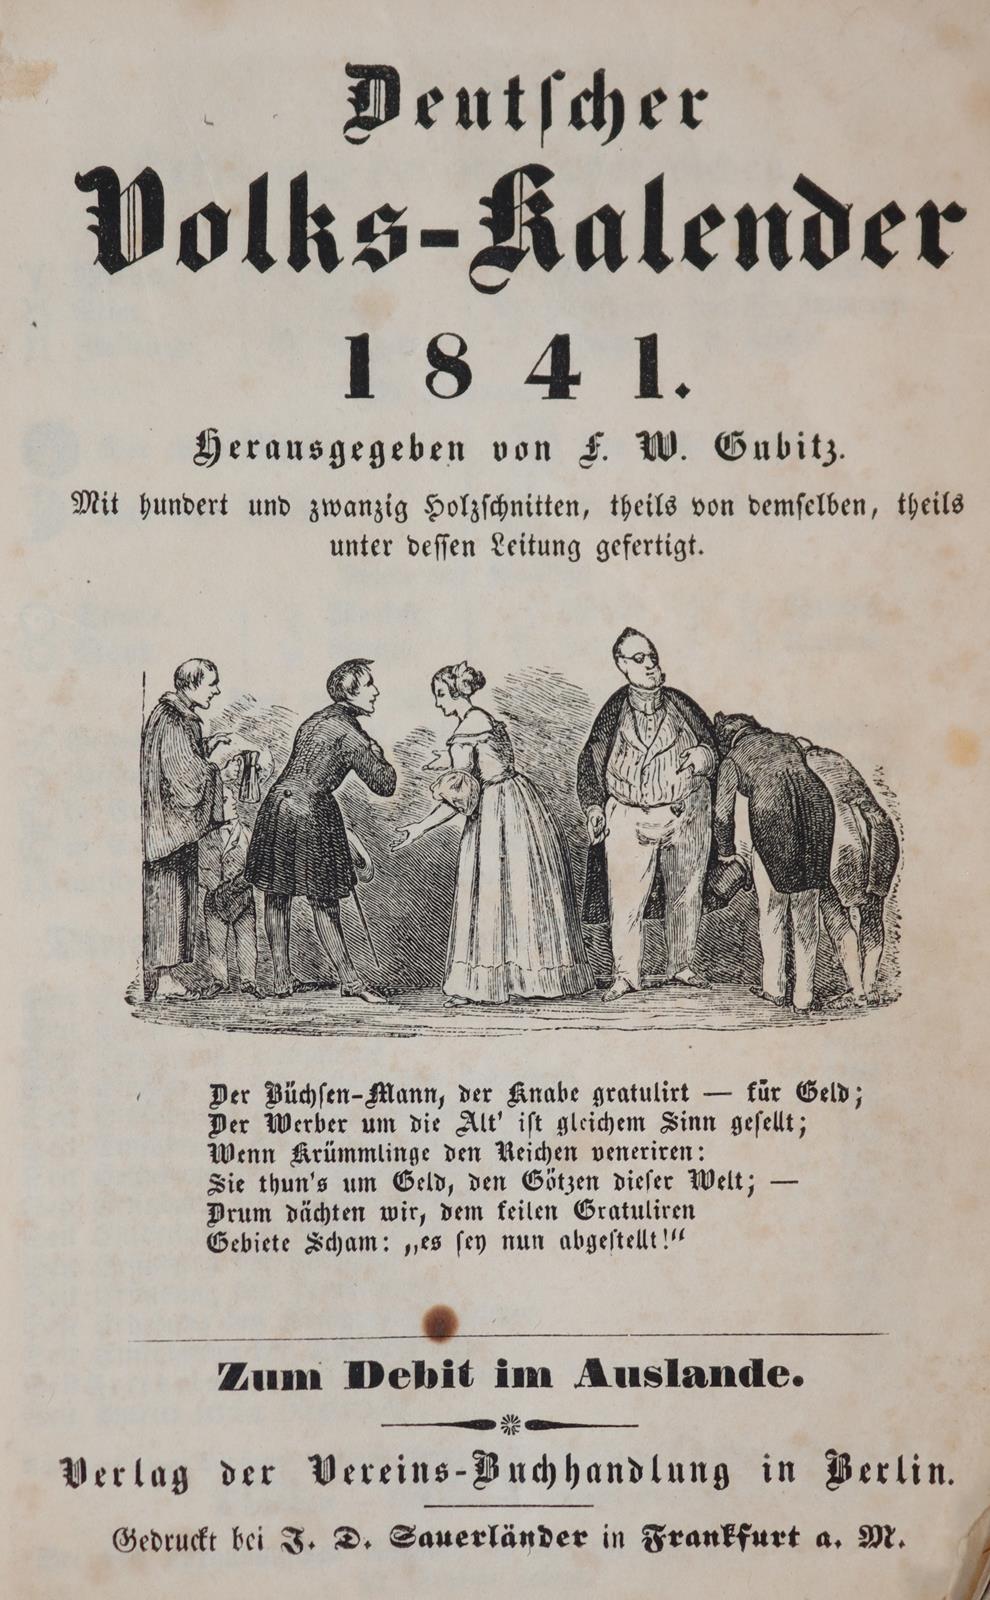 Deutscher
Volks-Kalender
1841.
Herausgegeben von F. W. Gubitz.
Mit hundert und zwanzig Holzschnitten, theils von demselben, theils
unter dessen Leitung gefertigt.
Der Büchsen-Mann, der Knabe gratulirt — für Geld;
Der Werber um die Alt' ist gleichem Sinn gesellt;
Wenn Krümmlinge den Reichen veneriren:
Sie thun's um Geld, den Götzen dieser Welt; —
Drum dächten wir, dem feilen Gratuliren
Gebiete Scham: „es sey nun abgestellt!“
Zum Debit im Auslande.
Verlag der Vereins-Buchhandlung in Berlin.
Gedruckt bei J. D. Sauerländer in Frankfurt a. M.